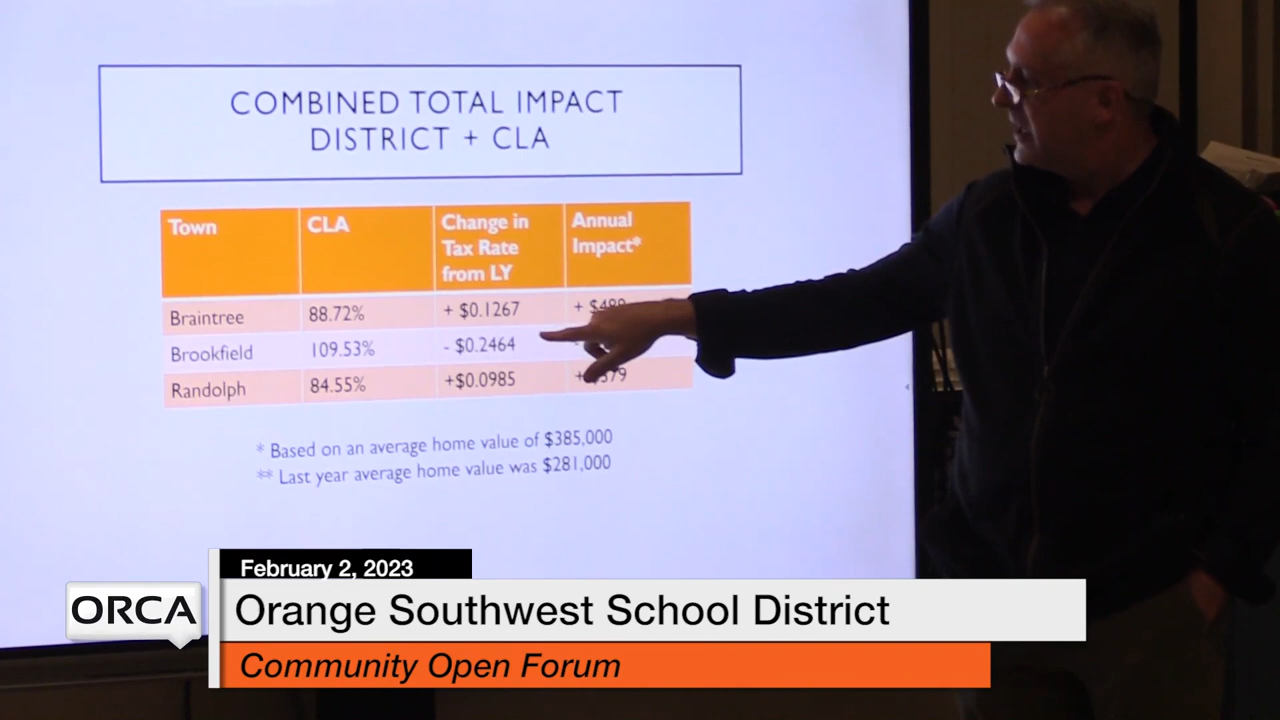 COMBINED TOTAL IMPACT
DISTRICT + CLA
Town CLA Change in Tax Rate from LY Annual Impact*
Braintree 88.72% + $0.1267 +
Brookfield 109.53% - $0.2464
Randolph 84.55% +$0.0985 +
* Based on an average home value of $385,000
** Last year average home value was $281,000
February 2, 2023
ORCA
Orange Southwest School District
Community Open Forum